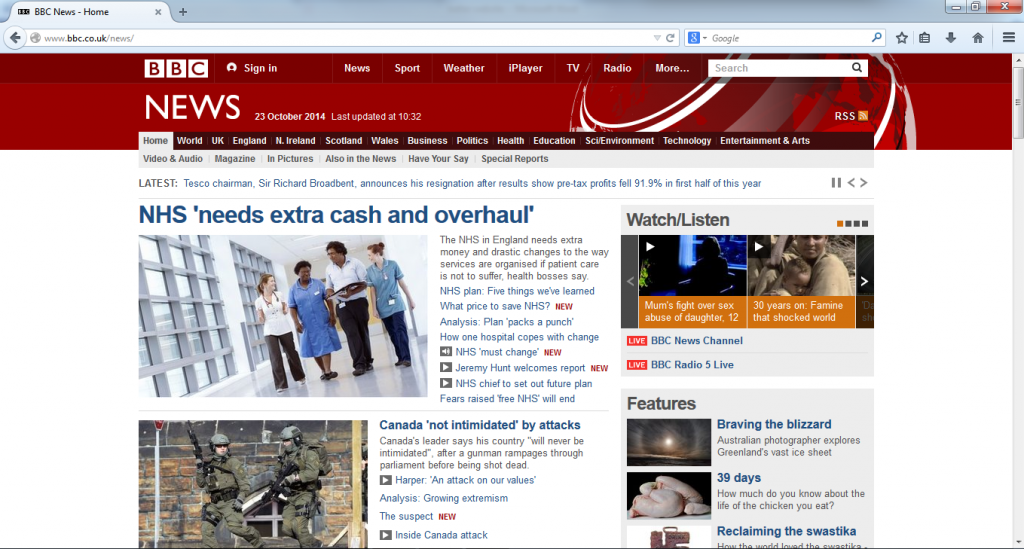 BBC News - Home
www.bbc.co.uk/news/
Google
BBC
Sign in
News
Sport
Weather
iPlayer
TV
Radio
More...
Search
NEWS
23 October 2014 Last updated at 10:32
RSS
Home World UK England N. Ireland Scotland Wales Business Politics Health Education Sci/Environment Technology Entertainment & Arts
Video & Audio Magazine In Pictures Also in the News Have Your Say Special Reports
LATEST: Tesco chairman, Sir Richard Broadbent, announces his resignation after results show pre-tax profits fell 91.9% in first half of this year
NHS 'needs extra cash and overhaul'
The NHS in England needs extra
money and drastic changes to the way
services are organised if patient care
is not to suffer, health bosses say.
NHS plan: Five things we've learned
What price to save NHS? NEW
Analysis: Plan 'packs a punch'
How one hospital copes with change
NHS 'must change' NEW
Jeremy Hunt welcomes report NEW
NHS chief to set out future plan
Fears raised 'free NHS' will end
Canada 'not intimidated' by attacks
Canada's leader says his country "will never be
intimidated", after a gunman rampages through
parliament before being shot dead.
Harper: 'An attack on our values'
Analysis: Growing extremism
The suspect NEW
Inside Canada attack
Watch/Listen
Mum's fight over sex
abuse of daughter, 12
30 years on: Famine
that shocked world
LIVE BBC News Channel
LIVE BBC Radio 5 Live
Features
Braving the blizzard
Australian photographer explores
Greenland's vast ice sheet
39 days
How much do you know about the
life of the chicken you eat?
Reclaiming the swastika
How the world loved the swastika -